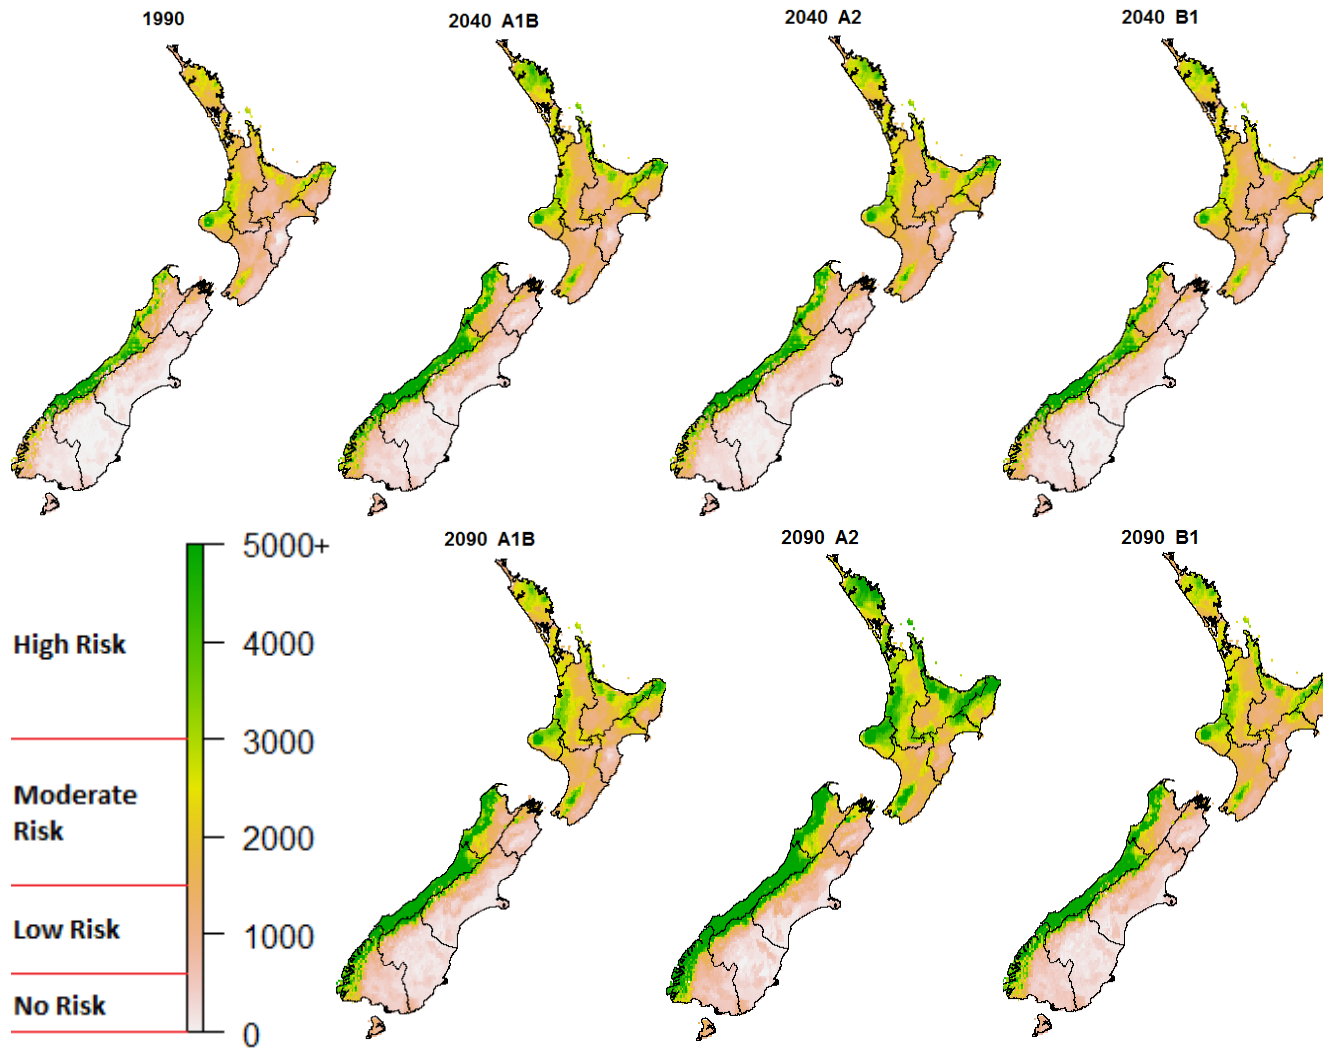 1990
2040 A1B
2040 A2
2040 B1
2090 A1B
2090 A2
2090 B1
5000+
High Risk
4000
3000
Moderate
Risk
2000
Low Risk
1000
No Risk
0